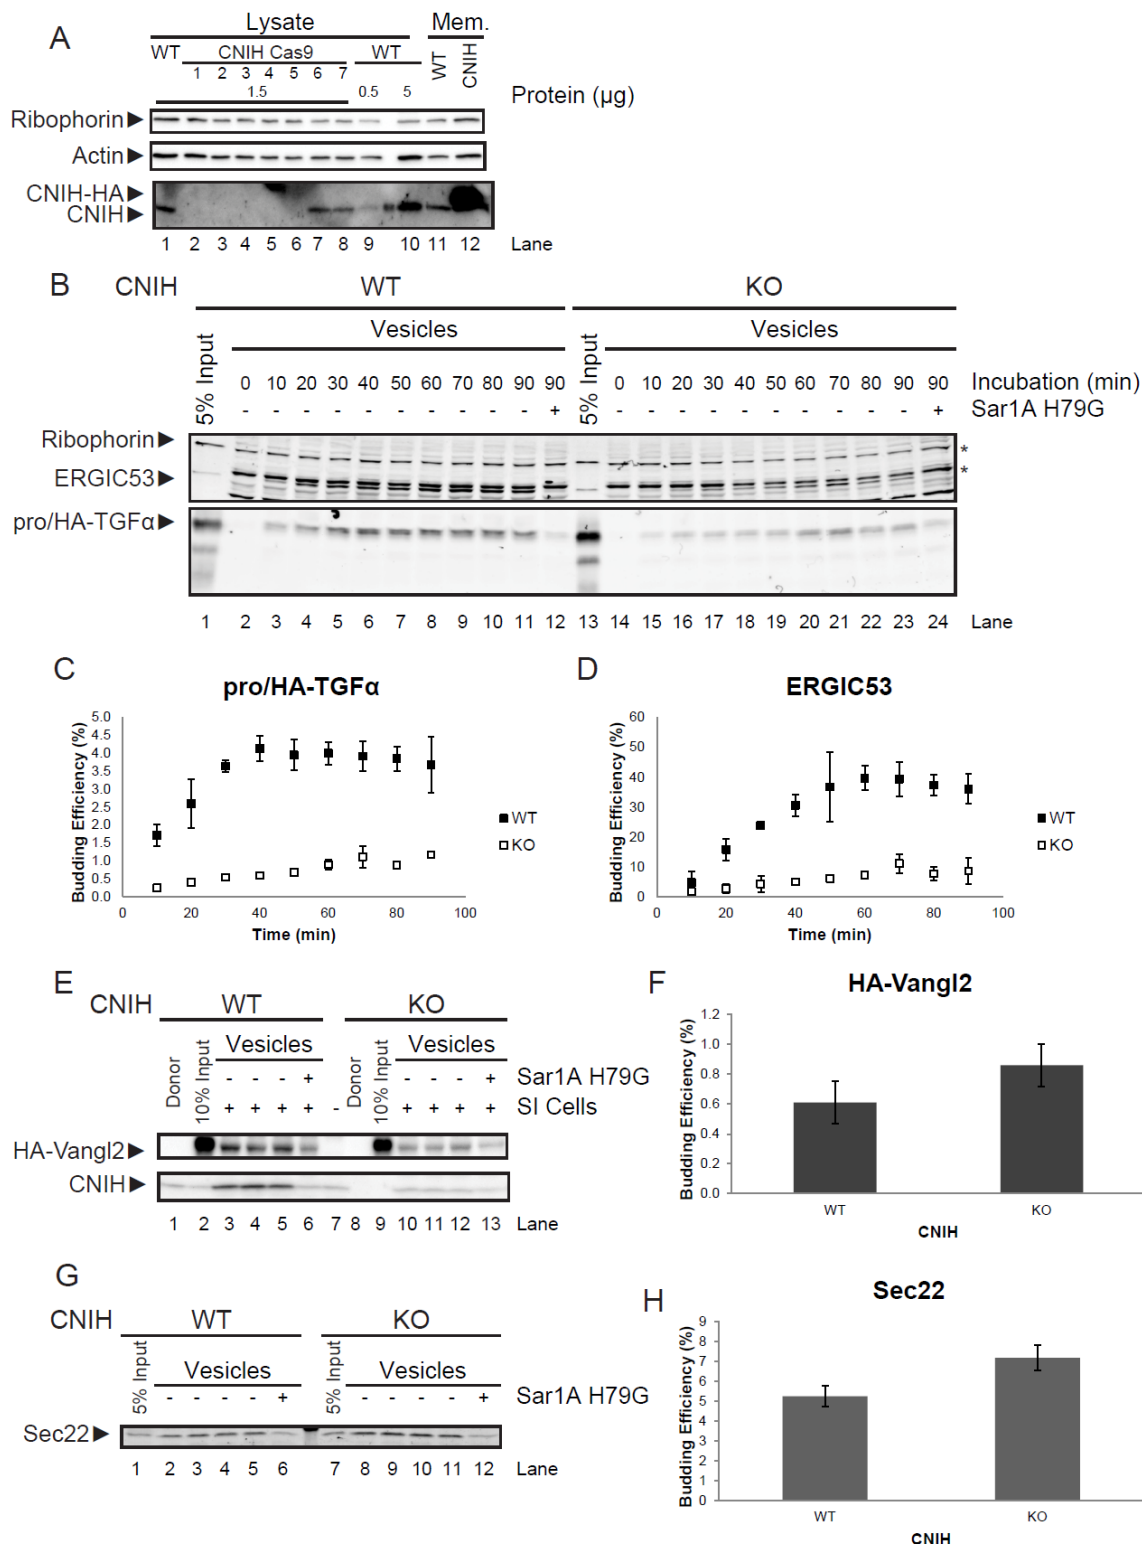 A
Lysate Mem.
WT CNIH Cas9 WT WT CNIH
1 2 3 4 5 6 7
1.5 0.5 5 Protein (µg)
Ribophorin
Actin
CNIH-HA
CNIH
1 2 3 4 5 6 7 8 9 10 11 12 Lane
B CNIH WT KO
Vesicles Vesicles
5% Input 0 10 20 30 40 50 60 70 80 90 90 5% Input 0 10 20 30 40 50 60 70 80 90 90 Incubation (min)
- - - - - - - - - - + - - - - - - - - - - + Sar1A H79G
Ribophorin *
ERGIC53 *
pro/HA-TGFα
1 2 3 4 5 6 7 8 9 10 11 12 13 14 15 16 17 18 19 20 21 22 23 24 Lane
C
pro/HA-TGFα
Budding Efficiency (%)
5.0
4.5
4.0
3.5
3.0
2.5
2.0
1.5
1.0
0.5
0.0
WT
KO
0 20 40 60 80 100
Time (min)
D
ERGIC53
Budding Efficiency (%)
60
50
40
30
20
10
0
WT
KO
0 20 40 60 80 100
Time (min)
E
CNIH WT KO
Vesicles Vesicles
Donor 10% Input - - - + Donor 10% Input - - - + Sar1A H79G
+ + + + - + + + + SI Cells
HA-Vangl2
CNIH
1 2 3 4 5 6 7 8 9 10 11 12 13 Lane
F
HA-Vangl2
Budding Efficiency (%)
1.2
1.0
0.8
0.6
0.4
0.2
0.0
WT KO
CNIH
G
CNIH WT KO
Vesicles Vesicles
5% Input - - - - + 5% Input - - - - + Sar1A H79G
Sec22
1 2 3 4 5 6 7 8 9 10 11 12 Lane
H
Sec22
Budding Efficiency (%)
9
8
7
6
5
4
3
2
1
0
WT KO
CNIH